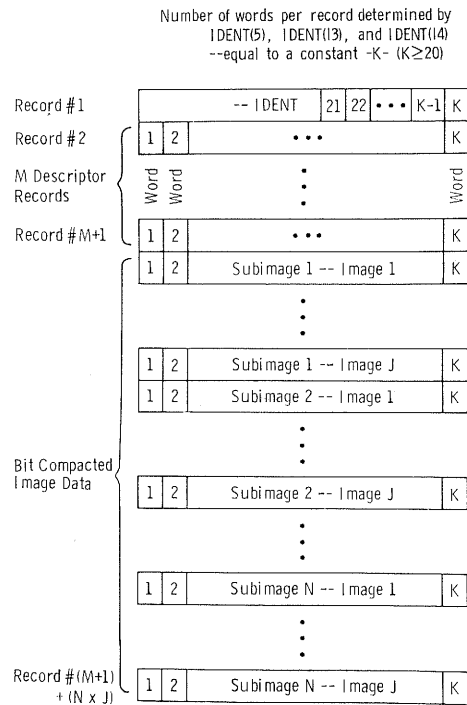 Number of words per record determined by
IDENT(5), IDENT(13), and IDENT(14)
--equal to a constant -K- (K≥20)
Record #1 -- IDENT 21 22 ••• K-1 K
Record #2 1 2 ••• K
M Descriptor
Records
Word Word Word
Record #M+1 1 2 ••• K
1 2 Subimage 1 -- Image 1 K
1 2 Subimage 1 -- Image J K
1 2 Subimage 2 -- Image 1 K
Bit Compacted
Image Data
1 2 Subimage 2 -- Image J K
1 2 Subimage N -- Image 1 K
Record #(M+1)
+ (N x J)
1 2 Subimage N -- Image J K